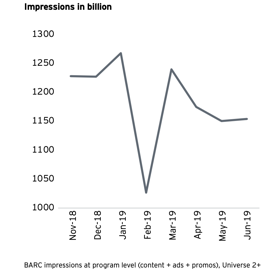 Impressions in billion
1300
1250
1200
1150
1100
1050
1000
Nov-18
Dec-18
Jan-19
Feb-19
Mar-19
Apr-19
May-19
Jun-19
BARC impressions at program level (content + ads + promos), Universe 2+